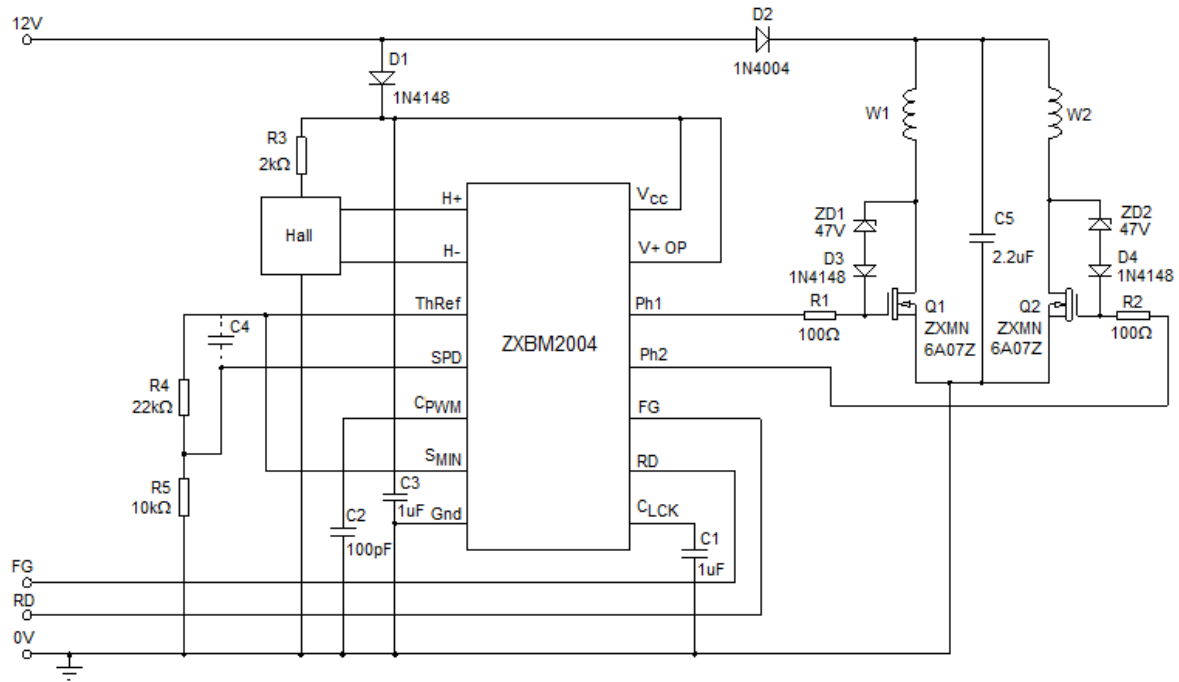 12V
D1
1N4148
D2
1N4004
R3
2kΩ
Hall
H+
H-
ThRef
SPD
CPWM
SMIN
Gnd
ZXBM2004
VCC
V+ OP
Ph1
Ph2
FG
RD
CLCK
W1
W2
ZD1
47V
D3
1N4148
C5
2.2uF
ZD2
47V
D4
1N4148
R1
100Ω
Q1
ZXMN
6A07Z
Q2
ZXMN
6A07Z
R2
100Ω
C4
R4
22kΩ
R5
10kΩ
C2
100pF
C3
1uF
C1
1uF
FG
RD
0V